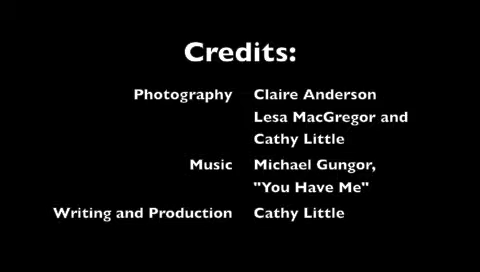 Credits:
Photography Claire Anderson
Lesa MacGregor and
Cathy Little
Music Michael Gungor,
"You Have Me"
Writing and Production Cathy Little